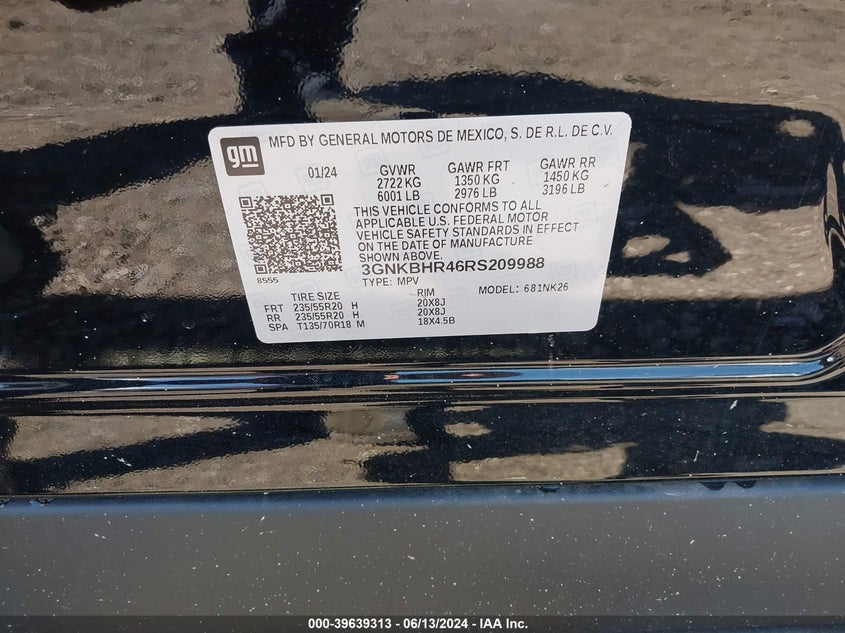 gm MFD BY GENERAL MOTORS DE MEXICO, S. DE R.L. DE C.V.
01/24 GVWR GAWR FRT GAWR RR
2722 KG 1350 KG 1450 KG
6001 LB 2976 LB 3196 LB
THIS VEHICLE CONFORMS TO ALL
APPLICABLE U.S. FEDERAL MOTOR
VEHICLE SAFETY STANDARDS IN EFFECT
ON THE DATE OF MANUFACTURE
SHOWN ABOVE.
8555 3GNKBHR46RS209988
TYPE: MPV MODEL: 681NK26
TIRE SIZE RIM
FRT 235/55R20 H 20X8J
RR 235/55R20 H 20X8J
SPA T135/70R18 M 18X4.5B
000-39639313 - 06/13/2024 - IAA Inc.